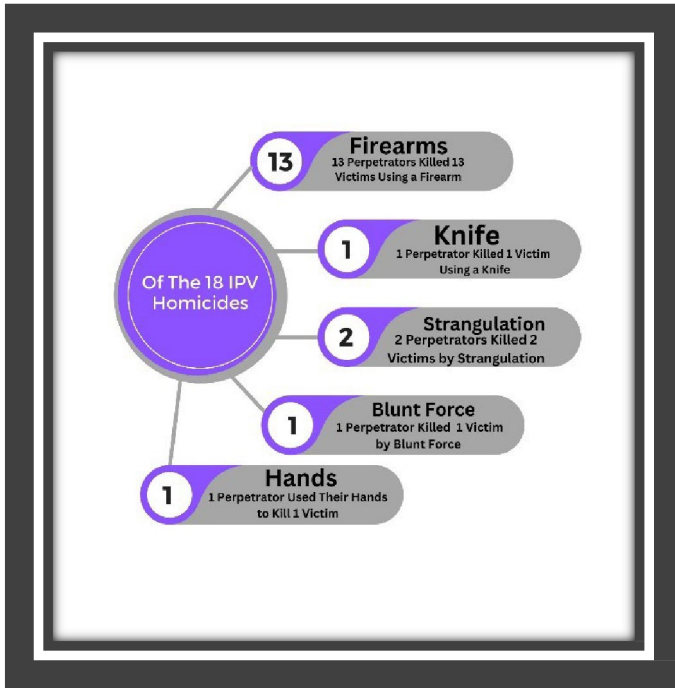 Firearms
13
13 Perpetrators Killed 13
Victims Using a Firearm
Knife
1
1 Perpetrator Killed 1 Victim
Using a Knife
Of The 18 IPV
Homicides
Strangulation
2
2 Perpetrators Killed 2
Victims by Strangulation
Blunt Force
1
1 Perpetrator Killed 1 Victim
by Blunt Force
Hands
1
1 Perpetrator Used Their Hands
to Kill 1 Victim